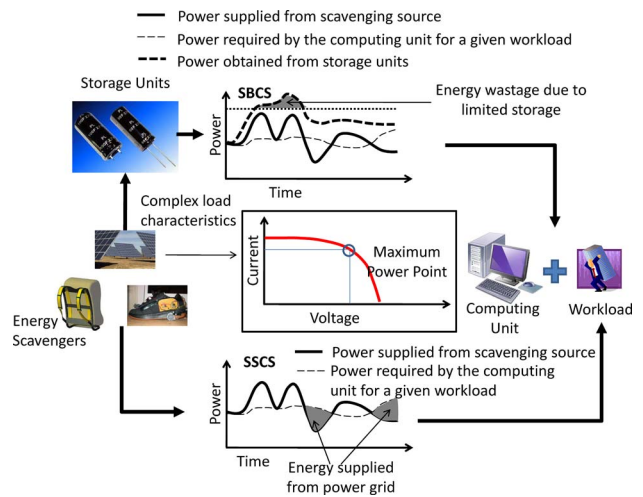 Power supplied from scavenging source
Power required by the computing unit for a given workload
Power obtained from storage units
Storage Units
SBCS
Energy wastage due to
limited storage
Power
Time
Complex load
characteristics
Current
Maximum
Power Point
Voltage
Energy
Scavengers
Computing
Unit
Workload
Power supplied from scavenging source
Power required by the computing
unit for a given workload
SSCS
Power
Time
Energy supplied
from power grid